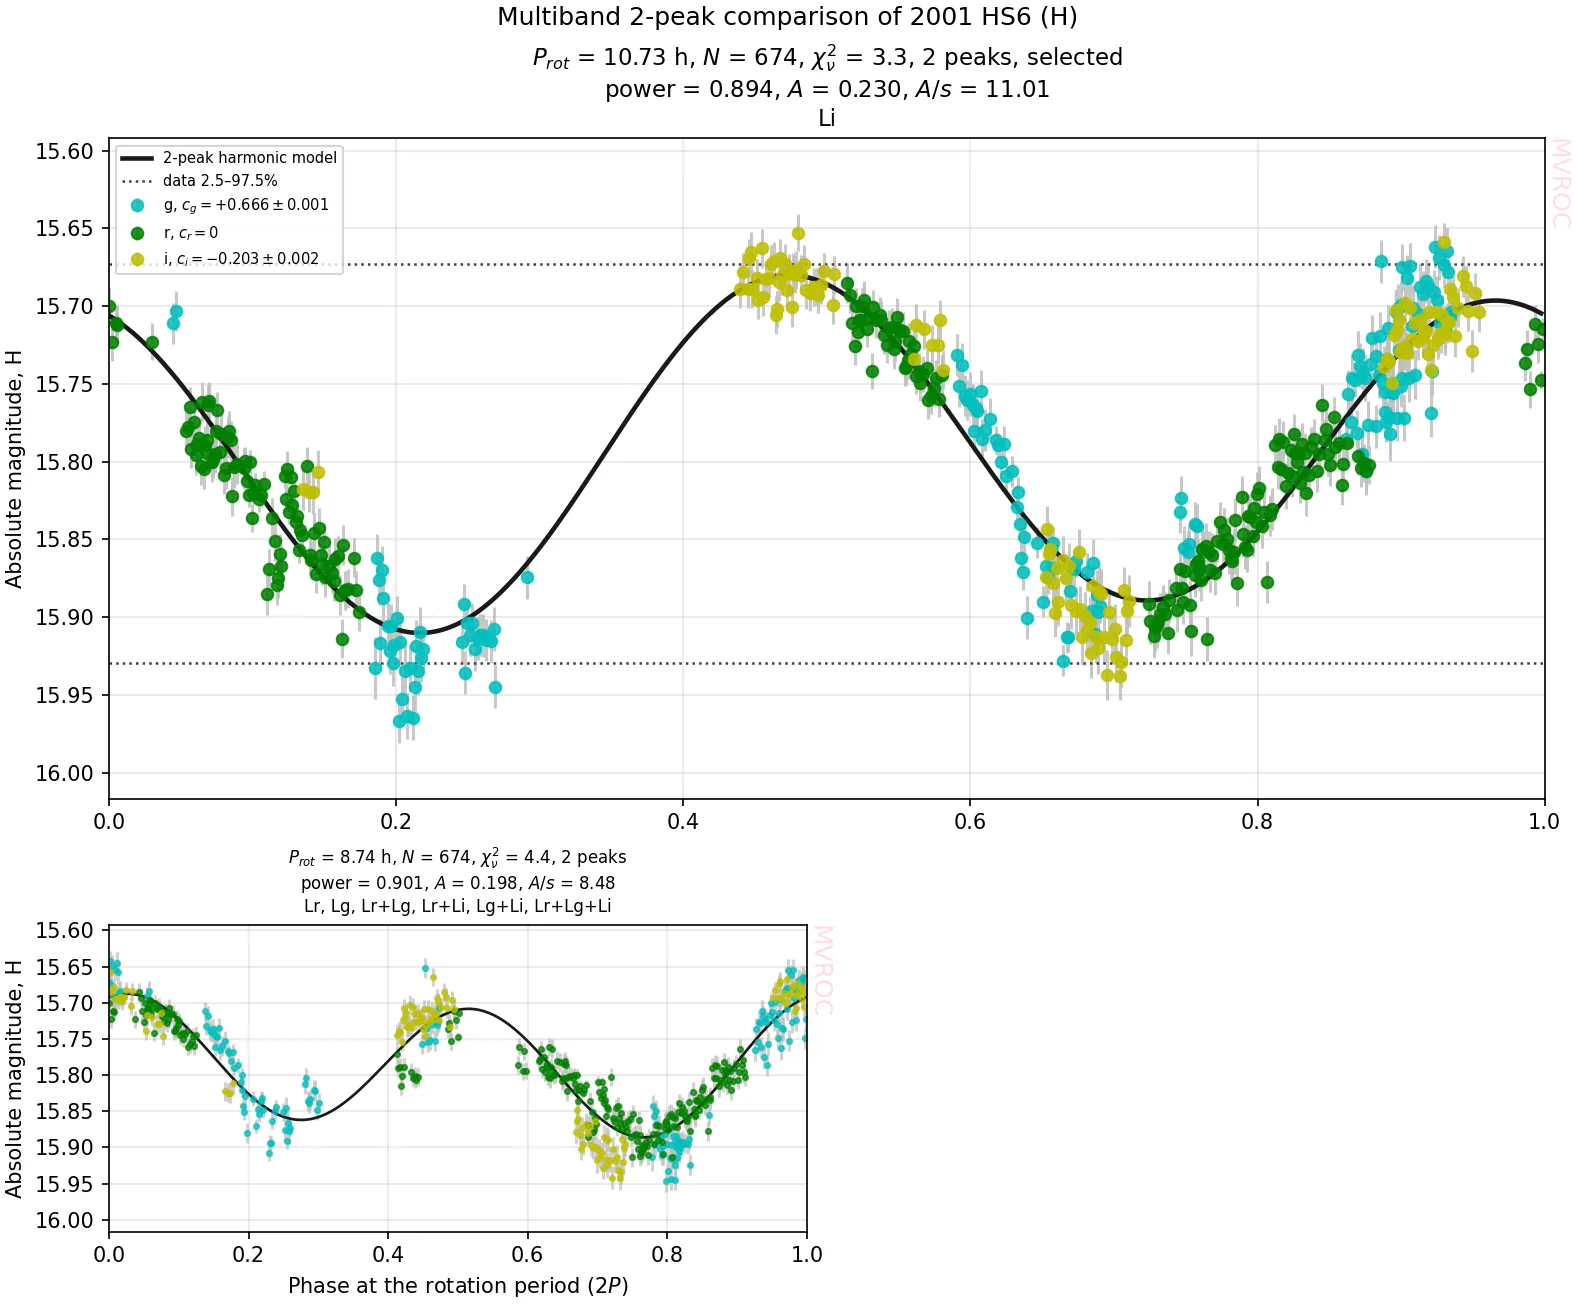 Multiband 2-peak comparison of 2001 HS6 (H)
P_rot = 10.73 h, N = 674, χ²_ν = 3.3, 2 peaks, selected
power = 0.894, A = 0.230, A/s = 11.01
Li
2-peak harmonic model
data 2.5–97.5%
g, c_g = +0.666 ± 0.001
r, c_r = 0
i, c_i = −0.203 ± 0.002
MVROC
Absolute magnitude, H
15.60
15.65
15.70
15.75
15.80
15.85
15.90
15.95
16.00
0.0 0.2 0.4 0.6 0.8 1.0
P_rot = 8.74 h, N = 674, χ²_ν = 4.4, 2 peaks
power = 0.901, A = 0.198, A/s = 8.48
Lr, Lg, Lr+Lg, Lr+Li, Lg+Li, Lr+Lg+Li
MVROC
Absolute magnitude, H
15.60
15.65
15.70
15.75
15.80
15.85
15.90
15.95
16.00
0.0 0.2 0.4 0.6 0.8 1.0
Phase at the rotation period (2P)